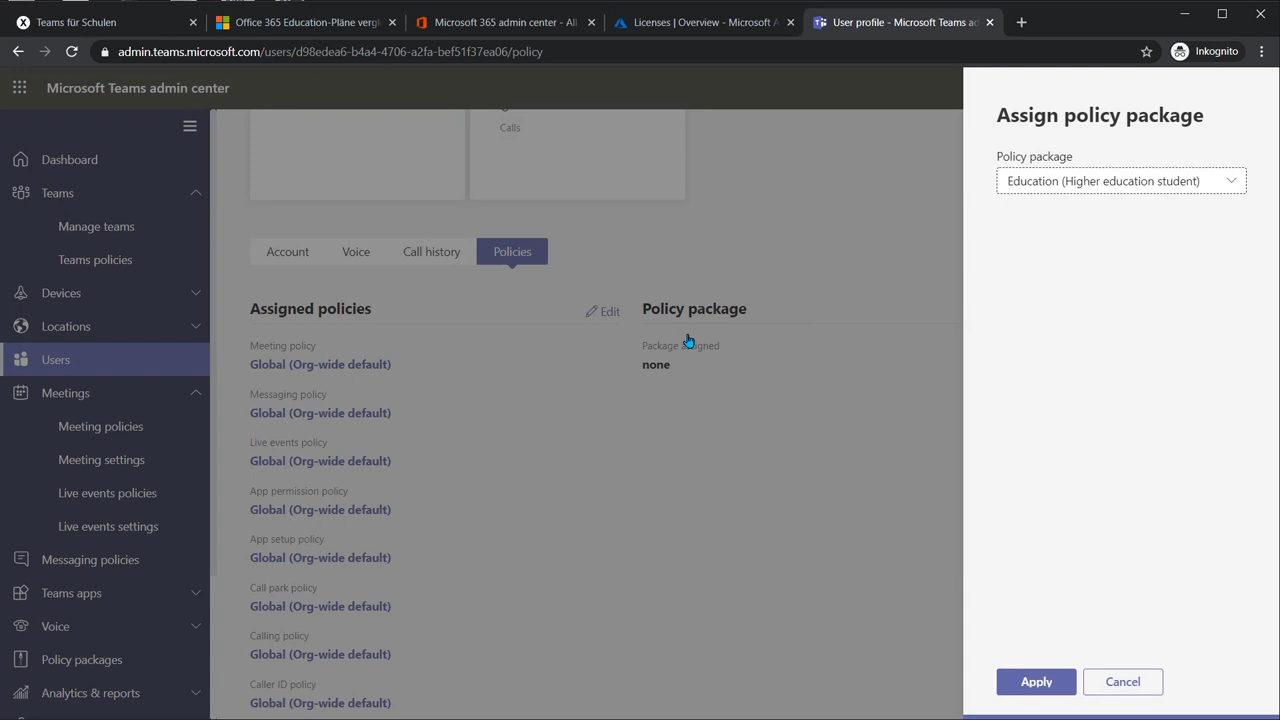 Teams für Schulen
Office 365 Education-Pläne vergl
Microsoft 365 admin center - All
Licenses | Overview - Microsoft A
User profile - Microsoft Teams ad
admin.teams.microsoft.com/users/d98edea6-b4a4-4706-a2fa-bef51f37ea06/policy
Inkognito
Microsoft Teams admin center
Dashboard
Teams
Manage teams
Teams policies
Devices
Locations
Users
Meetings
Meeting policies
Meeting settings
Live events policies
Live events settings
Messaging policies
Teams apps
Voice
Policy packages
Analytics & reports
Calls
Account
Voice
Call history
Policies
Assigned policies
Edit
Meeting policy
Global (Org-wide default)
Messaging policy
Global (Org-wide default)
Live events policy
Global (Org-wide default)
App permission policy
Global (Org-wide default)
App setup policy
Global (Org-wide default)
Call park policy
Global (Org-wide default)
Calling policy
Global (Org-wide default)
Caller ID policy
Global (Org-wide default)
Policy package
Package assigned
none
Assign policy package
Policy package
Education (Higher education student)
Apply
Cancel